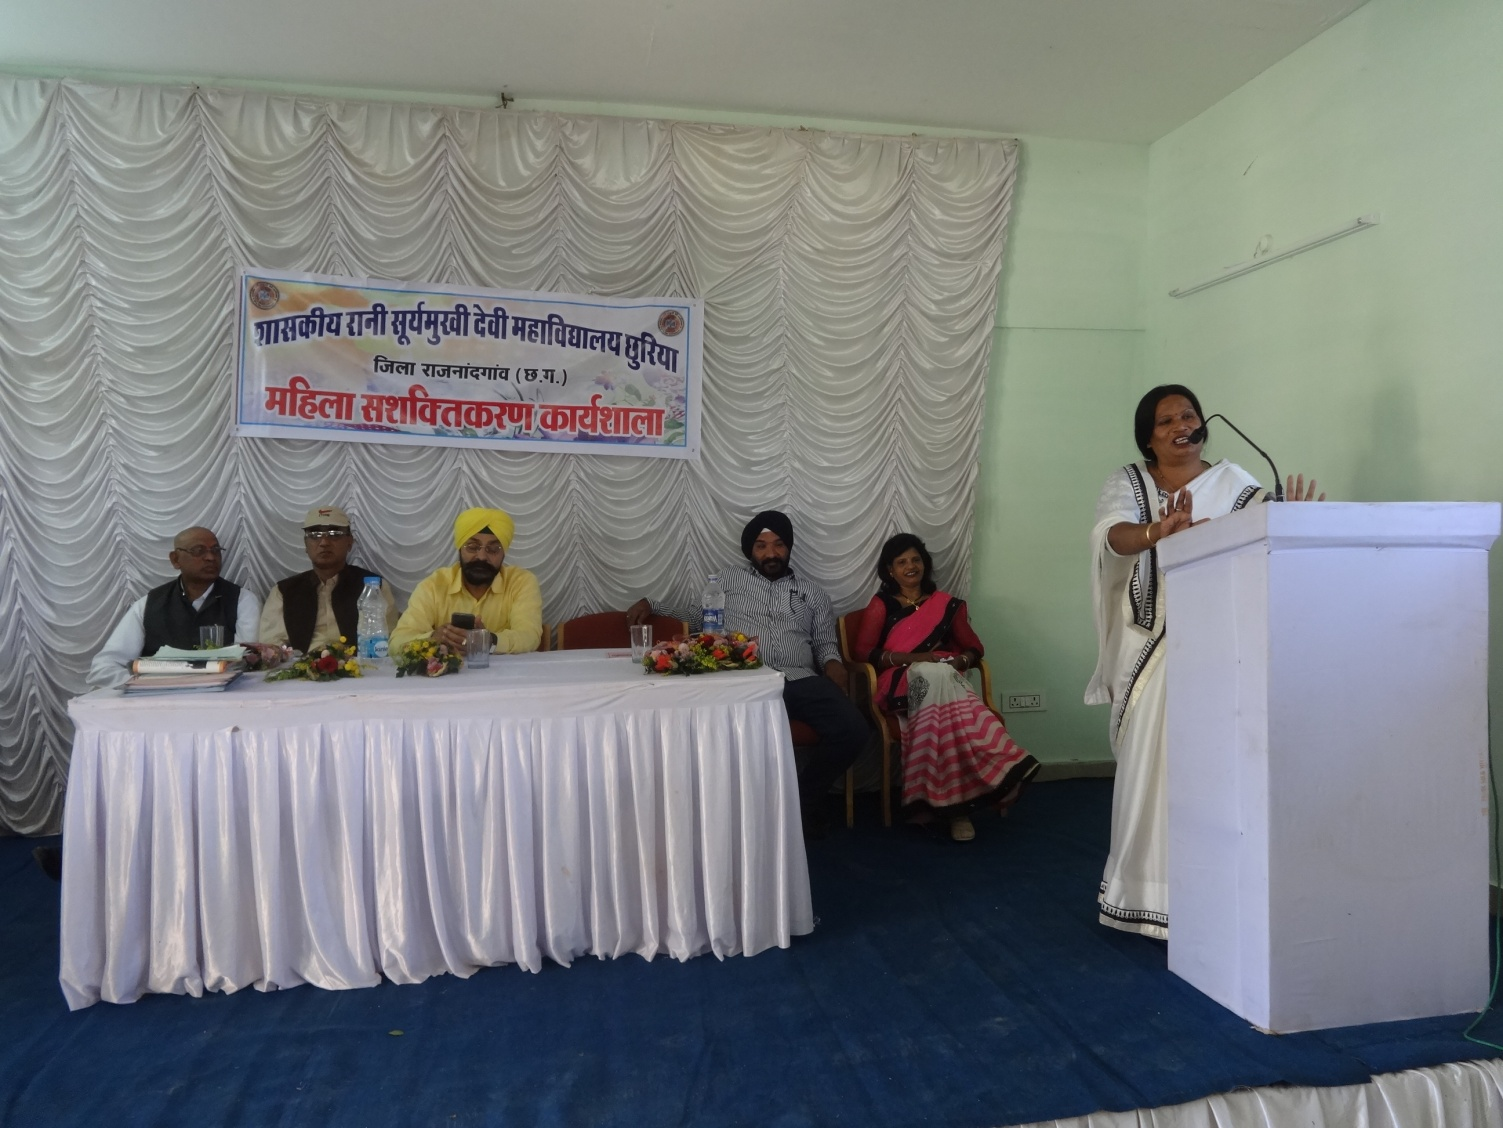 शासकीय रानी सूर्यमुखी देवी महाविद्यालय छुरिया
जिला राजनांदगांव (छ.ग.)
महिला सशक्तिकरण कार्यशाला